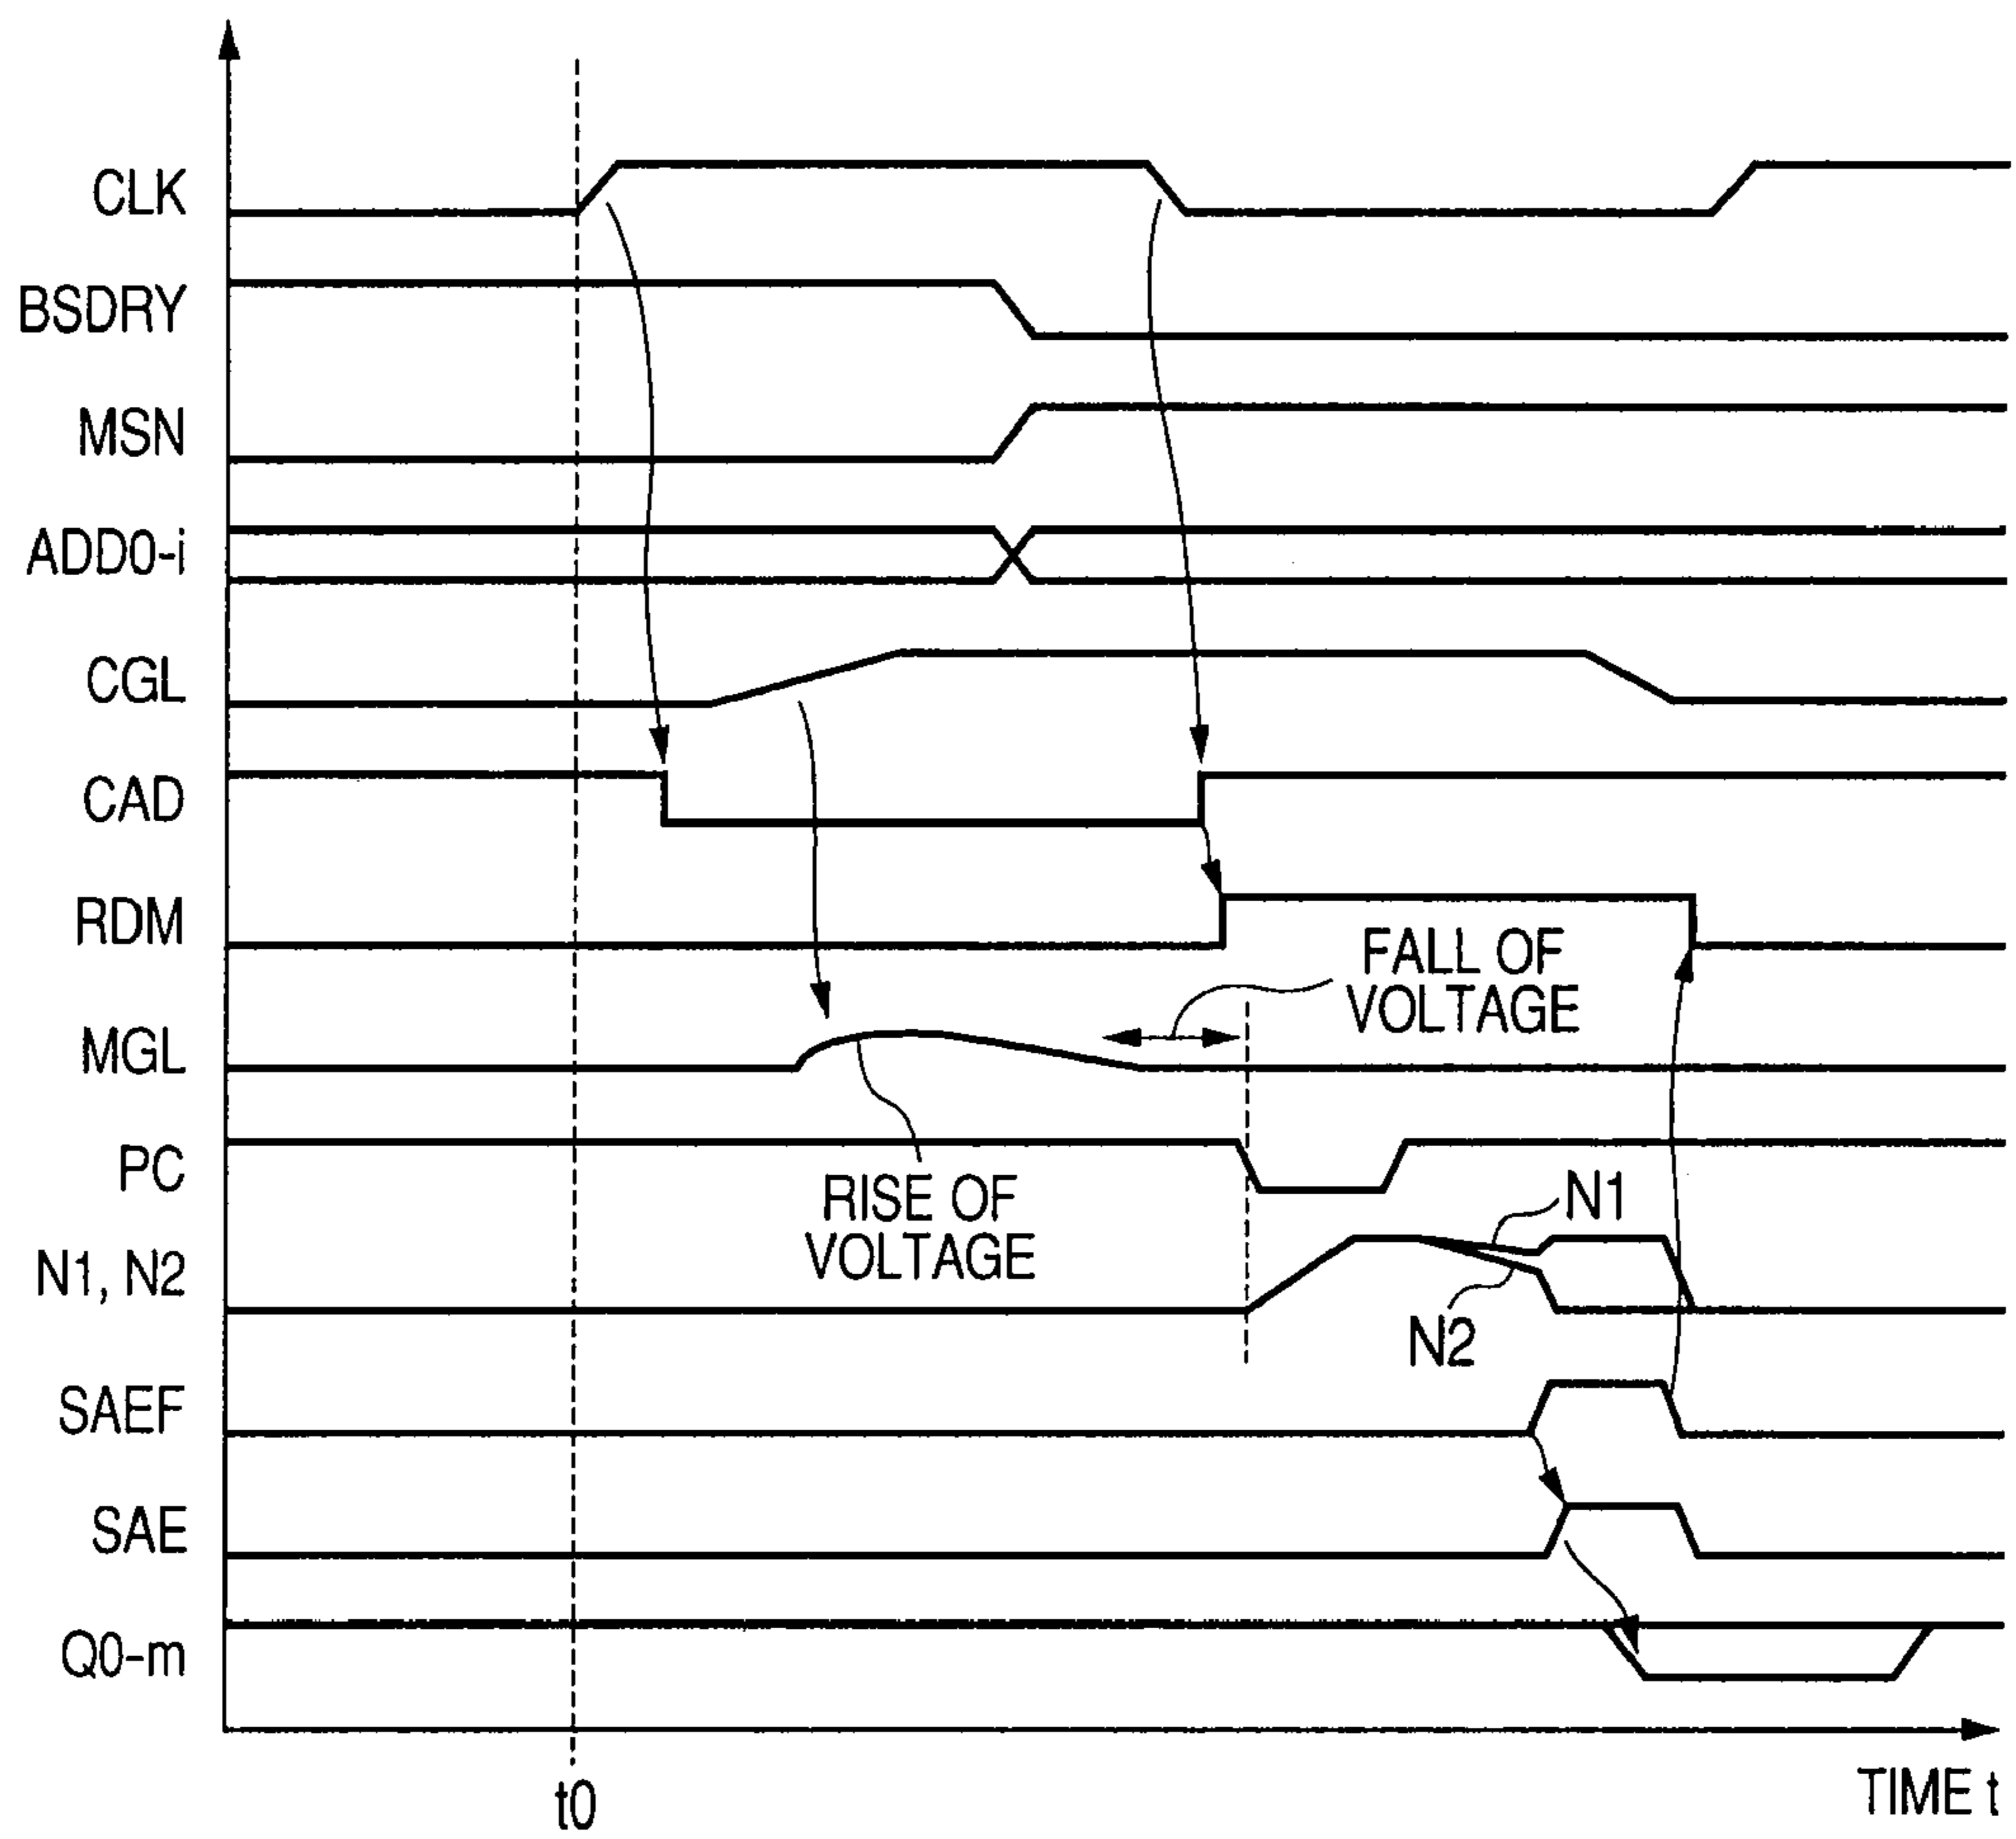 CLK
BSDRY
MSN
ADD0-i
CGL
CAD
RDM
FALL OF
VOLTAGE
MGL
PC
RISE OF
VOLTAGE
N1
N1, N2
N2
SAEF
SAE
Q0-m
t0
TIME t